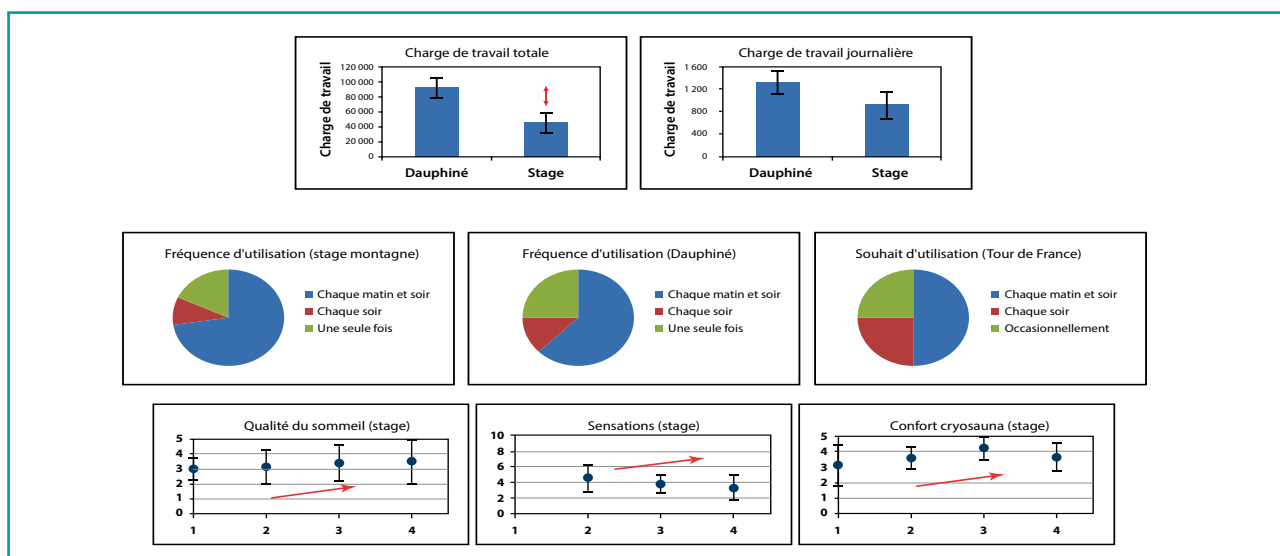 Charge de travail totale
Charge de travail
120 000
100 000
80 000
60 000
40 000
20 000
0
Dauphiné Stage
Charge de travail journalière
Charge de travail
1 600
1 200
800
400
0
Dauphiné Stage
Fréquence d'utilisation (stage montagne)
Chaque matin et soir
Chaque soir
Une seule fois
Fréquence d'utilisation (Dauphiné)
Chaque matin et soir
Chaque soir
Une seule fois
Souhait d'utilisation (Tour de France)
Chaque matin et soir
Chaque soir
Occasionnellement
Qualité du sommeil (stage)
5
4
3
2
1
0
1 2 3 4
Sensations (stage)
10
8
6
4
2
0
1 2 3 4
Confort cryosauna (stage)
5
4
3
2
1
0
1 2 3 4